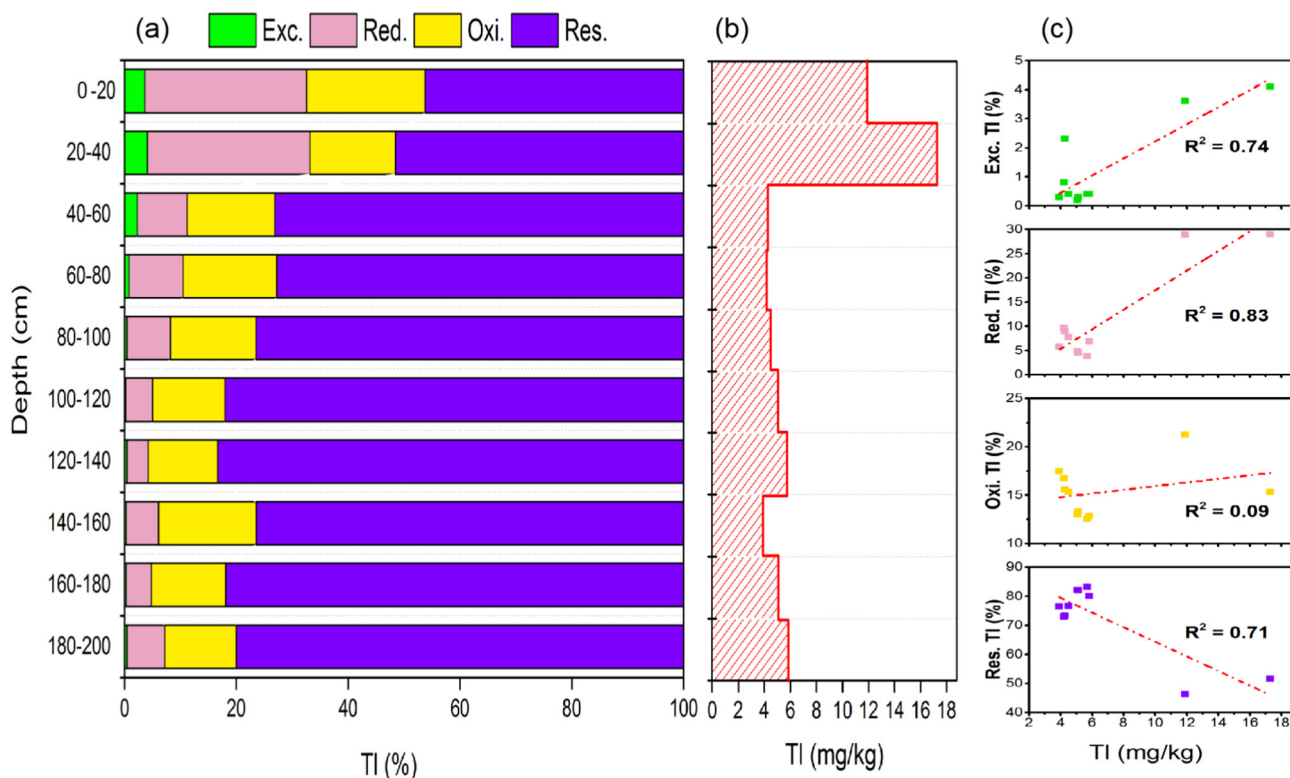 (a) Exc. Red. Oxi. Res. (b) (c)
Depth (cm)
0-20
20-40
40-60
60-80
80-100
100-120
120-140
140-160
160-180
180-200
0 20 40 60 80 100
Tl (%)
0 2 4 6 8 10 12 14 16 18
Tl (mg/kg)
Exc. Tl (%)
5
4
3
2
1
0
R² = 0.74
Red. Tl (%)
30
25
20
15
10
5
0
R² = 0.83
Oxi. Tl (%)
25
20
15
10
R² = 0.09
Res. Tl (%)
90
80
70
60
50
40
R² = 0.71
2 4 6 8 10 12 14 16 18
Tl (mg/kg)